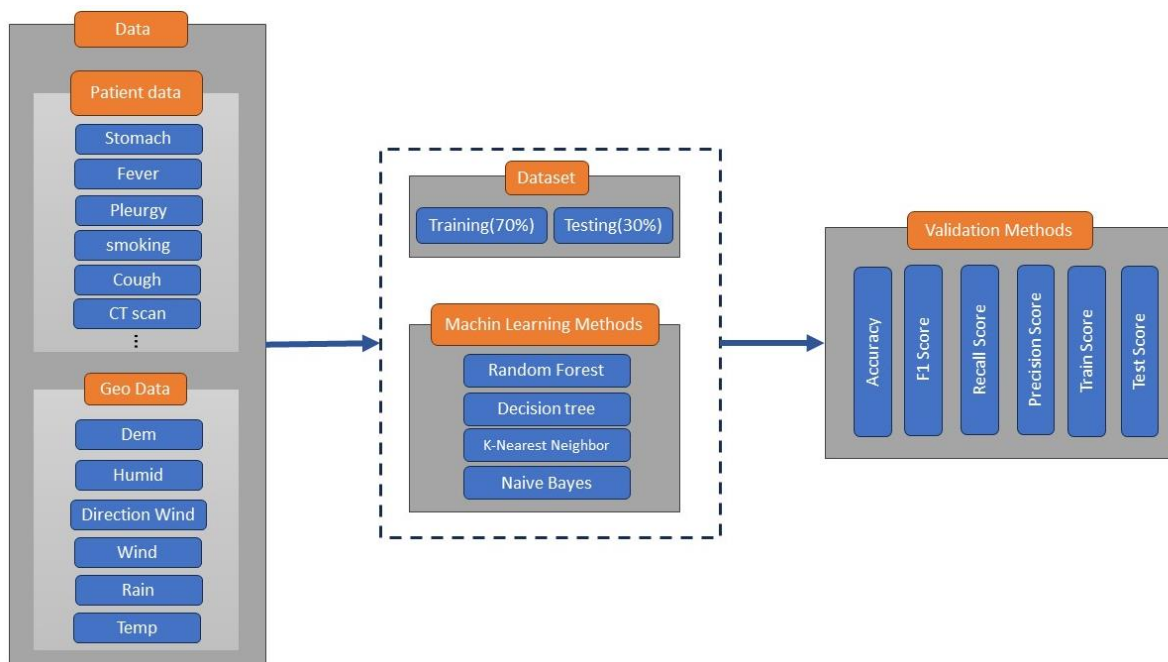 Data
Patient data
Stomach
Fever
Pleurgy
smoking
Cough
CT scan
...
Geo Data
Dem
Humid
Direction Wind
Wind
Rain
Temp
Dataset
Training(70%) Testing(30%)
Machin Learning Methods
Random Forest
Decision tree
K-Nearest Neighbor
Naive Bayes
Validation Methods
Accuracy
F1 Score
Recall Score
Precision Score
Train Score
Test Score